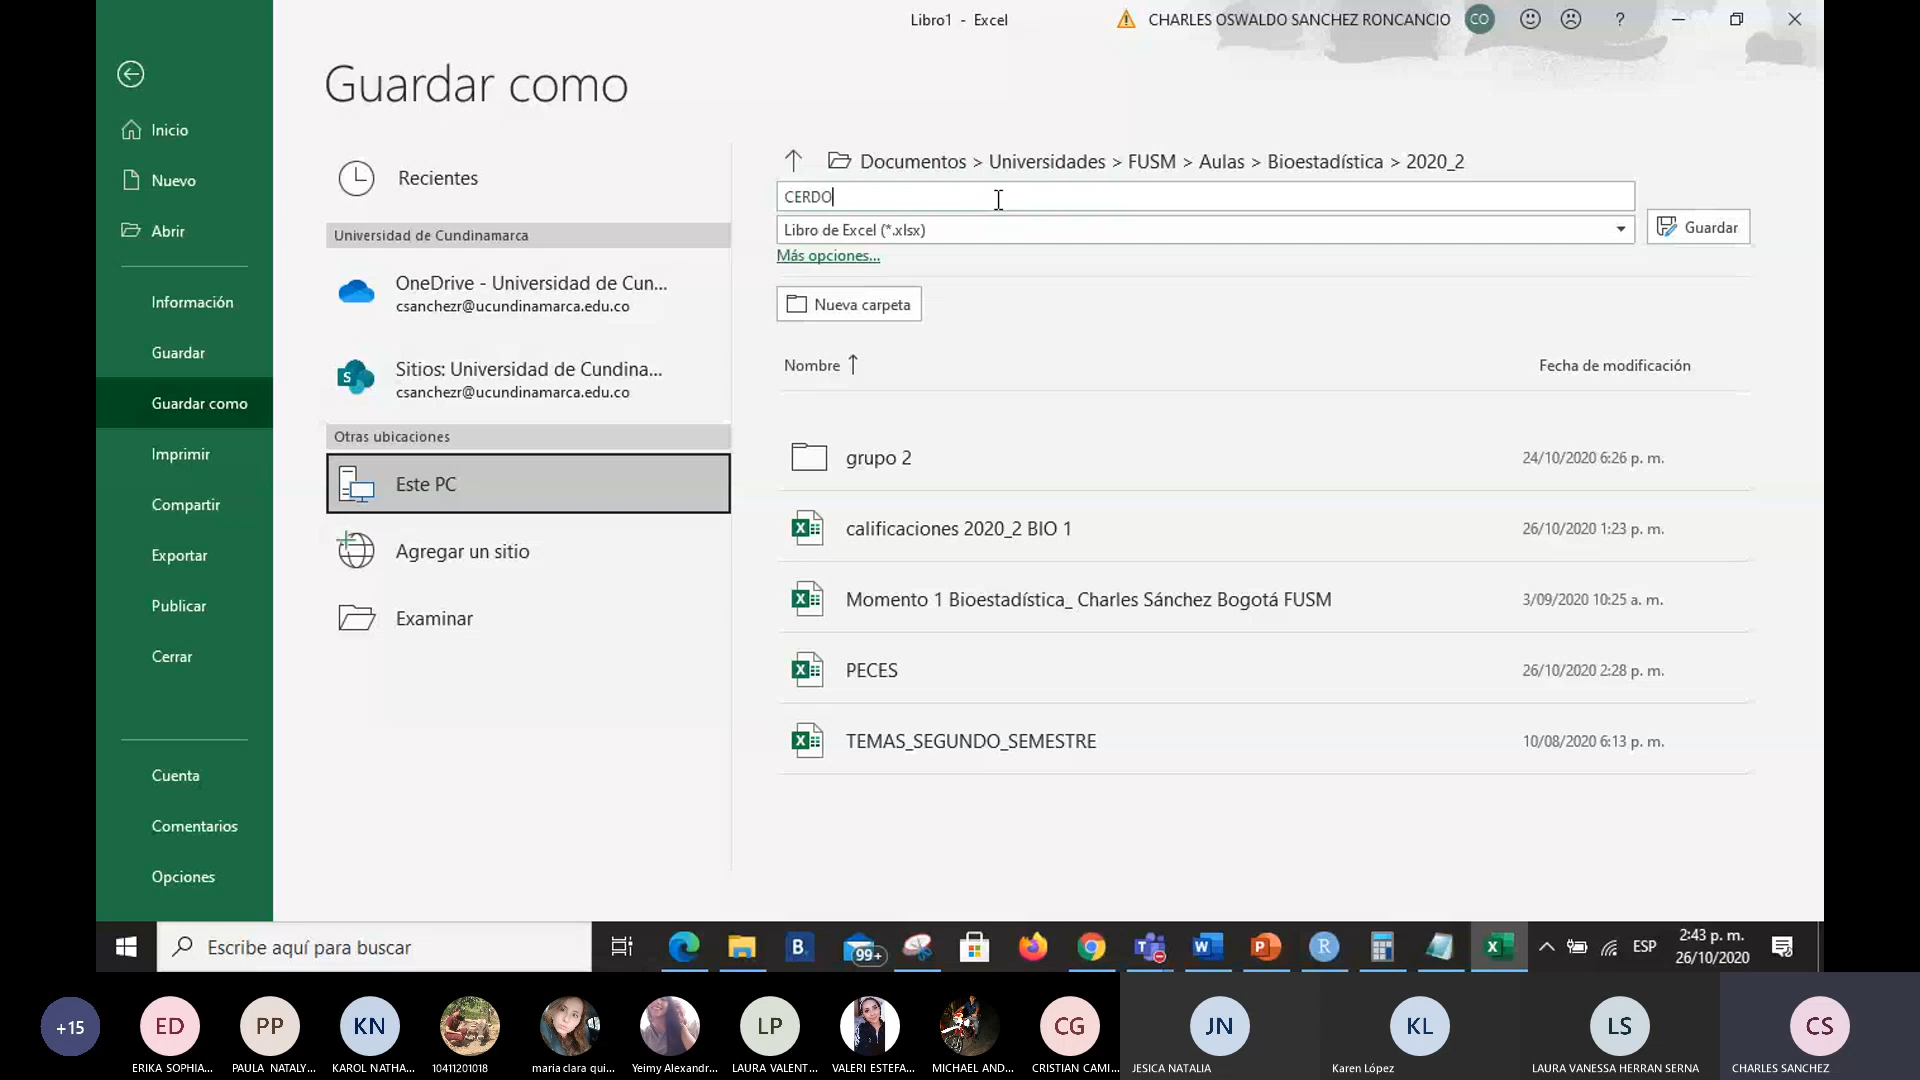 Libro1 - Excel
CHARLES OSWALDO SANCHEZ RONCANCIO
CO
?
Guardar como
Inicio
Nuevo
Abrir
Información
Guardar
Guardar como
Imprimir
Compartir
Exportar
Publicar
Cerrar
Cuenta
Comentarios
Opciones
Recientes
Universidad de Cundinamarca
OneDrive - Universidad de Cun...
csanchezr@ucundinamarca.edu.co
Sitios: Universidad de Cundina...
csanchezr@ucundinamarca.edu.co
Otras ubicaciones
Este PC
Agregar un sitio
Examinar
Documentos > Universidades > FUSM > Aulas > Bioestadística > 2020_2
CERDO
Libro de Excel (*.xlsx)
Guardar
Más opciones...
Nueva carpeta
Nombre ↑ Fecha de modificación
grupo 2 24/10/2020 6:26 p. m.
calificaciones 2020_2 BIO 1 26/10/2020 1:23 p. m.
Momento 1 Bioestadística_ Charles Sánchez Bogotá FUSM 3/09/2020 10:25 a. m.
PECES 26/10/2020 2:28 p. m.
TEMAS_SEGUNDO_SEMESTRE 10/08/2020 6:13 p. m.
Escribe aquí para buscar
B.
99+
ESP
2:43 p. m.
26/10/2020
+15
ED PP KN LP CG JN KL LS CS
ERIKA SOPHIA... PAULA NATALY... KAROL NATHA... 10411201018 maria clara qui... Yeimy Alexandr... LAURA VALENT... VALERI ESTEFA... MICHAEL AND... CRISTIAN CAMI... JESICA NATALIA Karen López LAURA VANESSA HERRAN SERNA CHARLES SANCHEZ